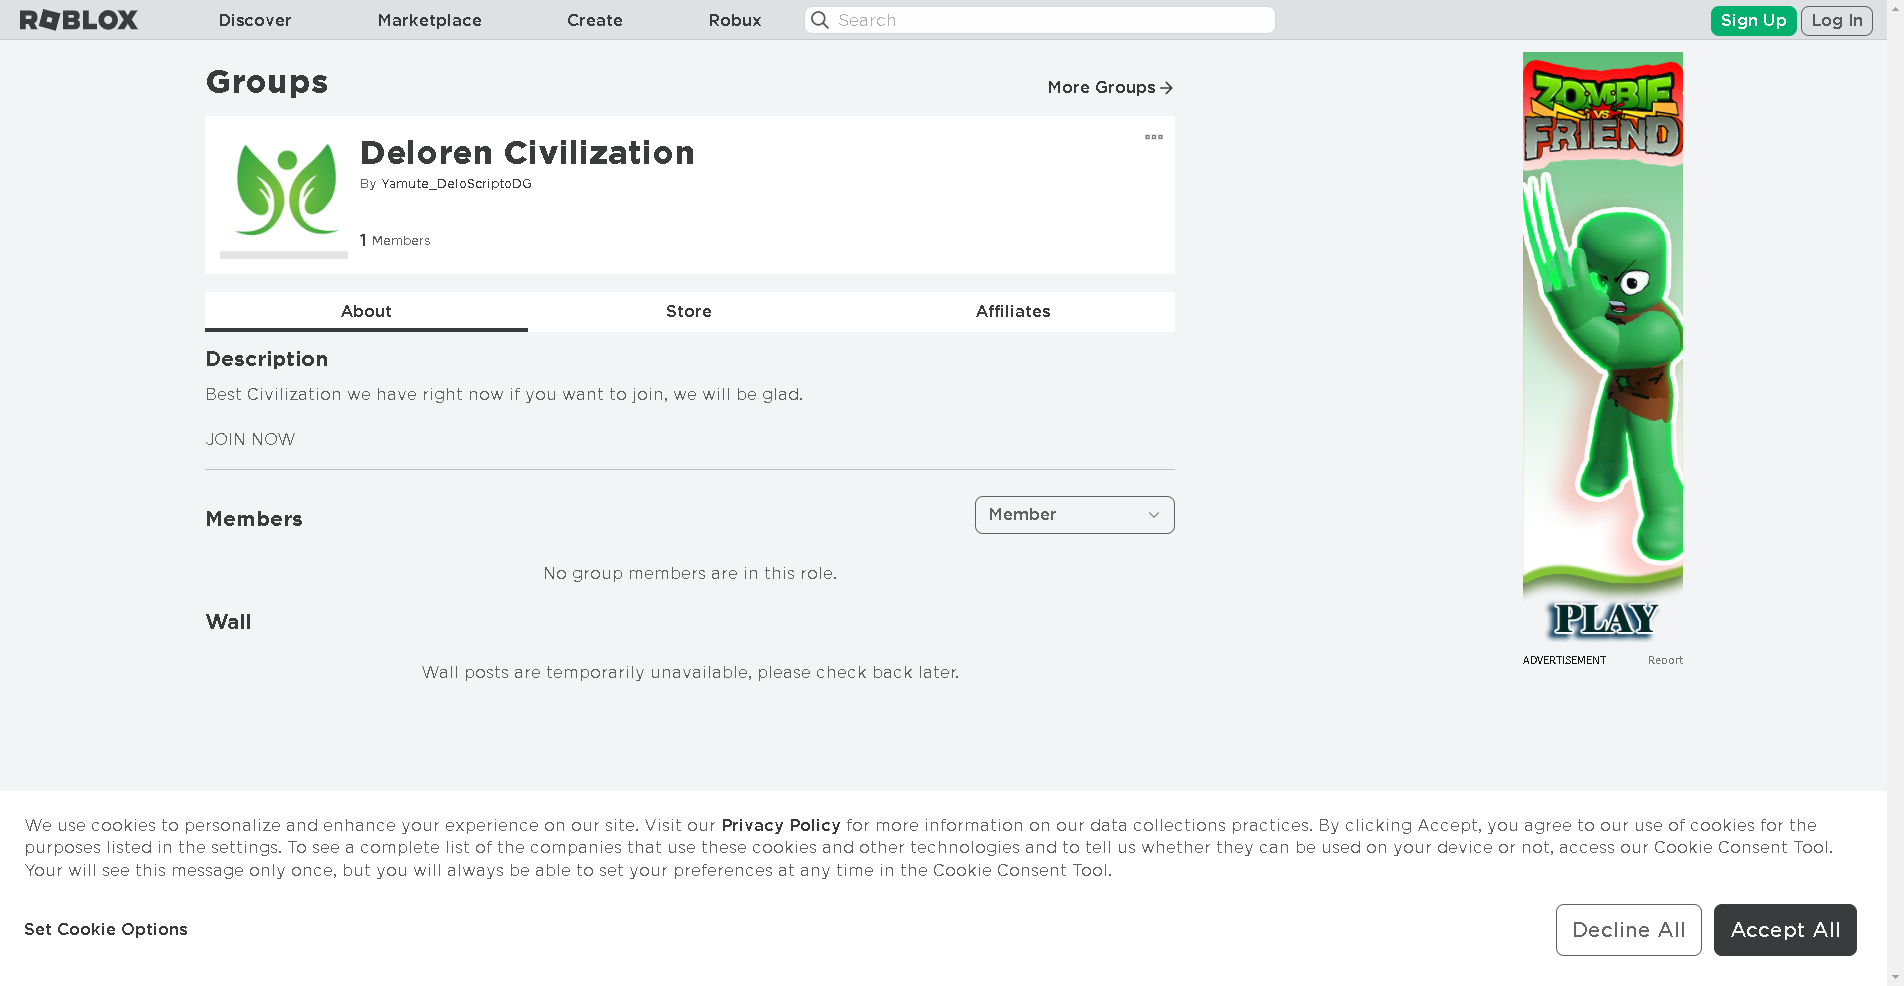 ROBLOX Discover Marketplace Create Robux Search Sign Up Log In
Groups
More Groups
Deloren Civilization
By Yamute_DeloScriptoDG
1 Members
About Store Affiliates
Description
Best Civilization we have right now if you want to join, we will be glad.
JOIN NOW
Members
Member
No group members are in this role.
Wall
Wall posts are temporarily unavailable, please check back later.
ZOMBIE
VS
FRIEND
PLAY
ADVERTISEMENT Report
We use cookies to personalize and enhance your experience on our site. Visit our Privacy Policy for more information on our data collections practices. By clicking Accept, you agree to our use of cookies for the
purposes listed in the settings. To see a complete list of the companies that use these cookies and other technologies and to tell us whether they can be used on your device or not, access our Cookie Consent Tool.
Your will see this message only once, but you will always be able to set your preferences at any time in the Cookie Consent Tool.
Set Cookie Options
Decline All Accept All